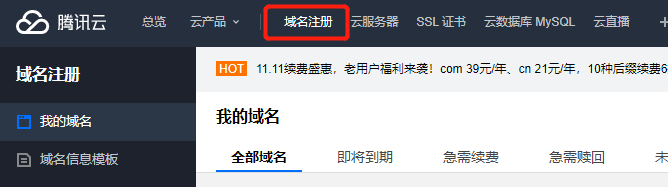 腾讯云 总览 云产品 域名注册 云服务器 SSL 证书 云数据库 MySQL 云直播
域名注册
HOT 11.11续费盛惠，老用户福利来袭！com 39元/年、cn 21元/年，10种后缀续费6
我的域名
我的域名
域名信息模板
全部域名 即将到期 急需续费 急需赎回 未